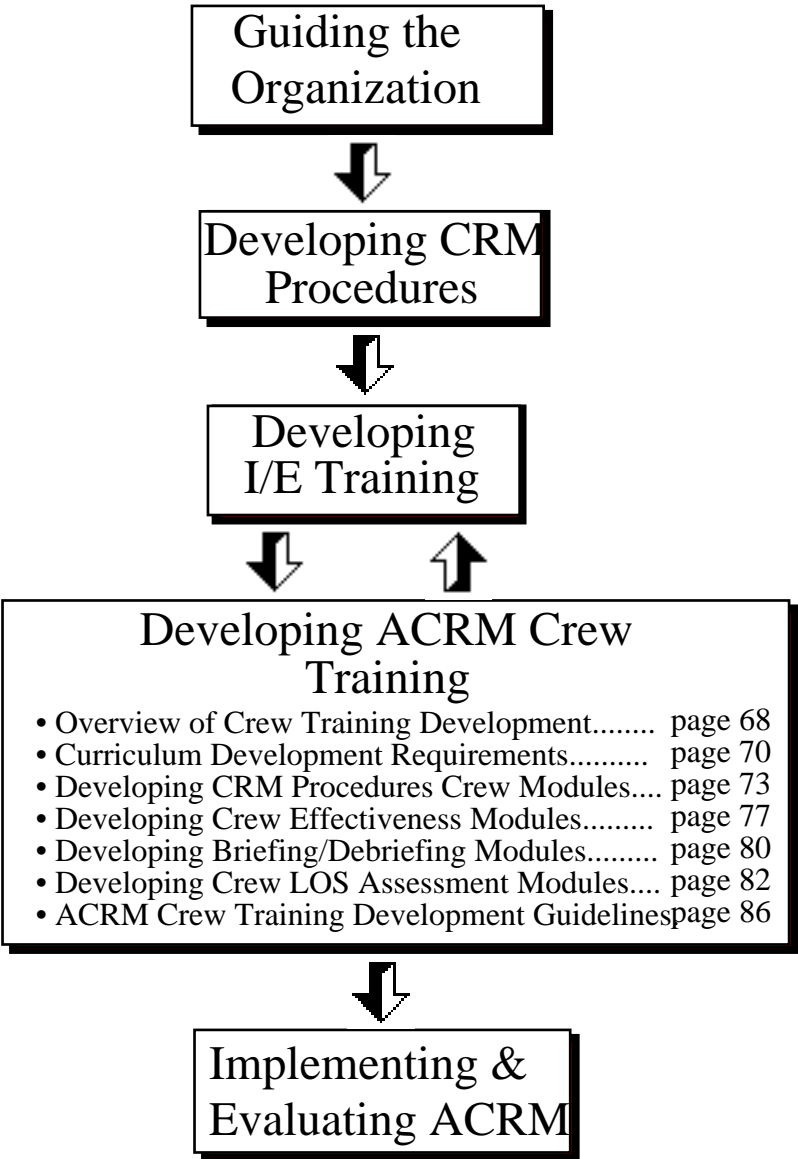 Guiding the
Organization
Developing CRM
Procedures
Developing
I/E Training
Developing ACRM Crew
Training
• Overview of Crew Training Development........ page 68
• Curriculum Development Requirements.......... page 70
• Developing CRM Procedures Crew Modules.... page 73
• Developing Crew Effectiveness Modules......... page 77
• Developing Briefing/Debriefing Modules......... page 80
• Developing Crew LOS Assessment Modules.... page 82
• ACRM Crew Training Development Guidelines page 86
Implementing &
Evaluating ACRM